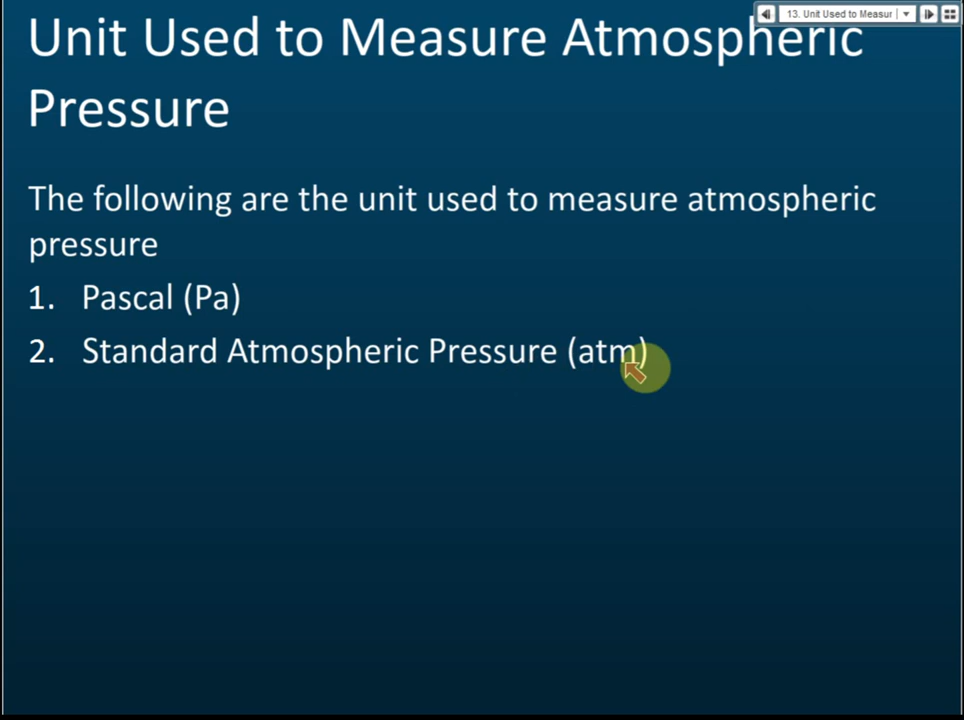 13. Unit Used to Measur
Unit Used to Measure Atmospheric
Pressure
The following are the unit used to measure atmospheric
pressure
1. Pascal (Pa)
2. Standard Atmospheric Pressure (atm)